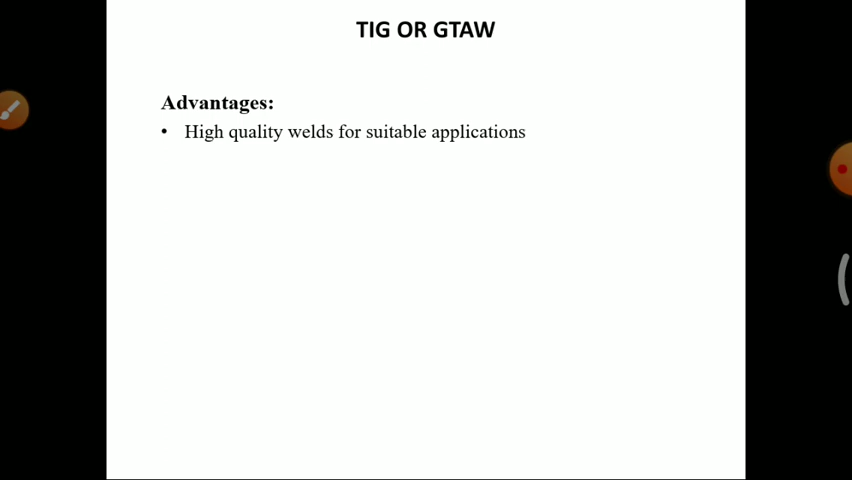 TIG OR GTAW
Advantages:
• High quality welds for suitable applications